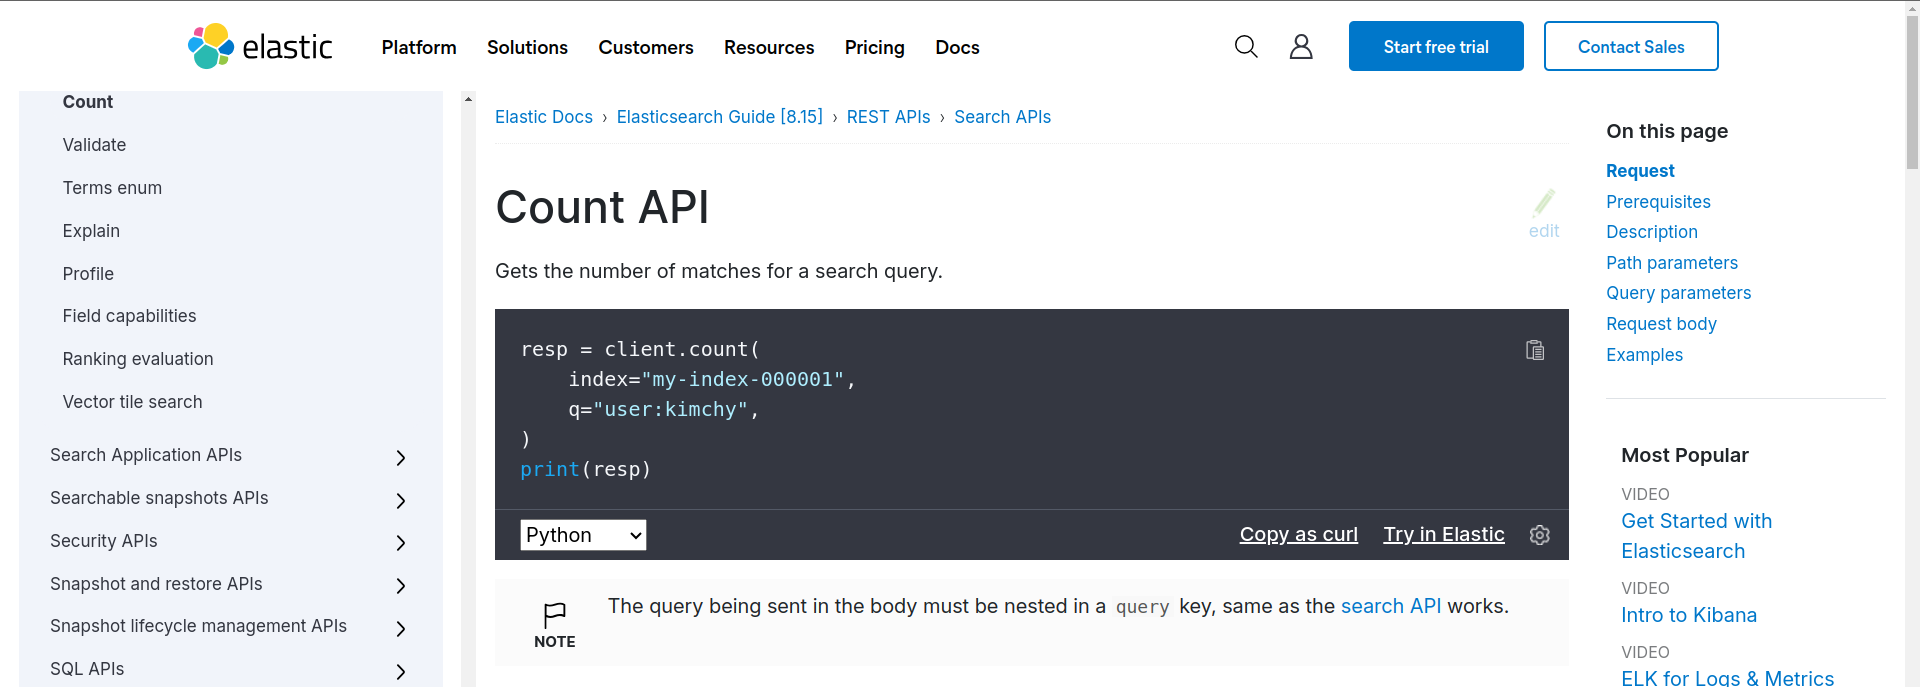 elastic
Platform Solutions Customers Resources Pricing Docs
Start free trial
Contact Sales
Count
Validate
Terms enum
Explain
Profile
Field capabilities
Ranking evaluation
Vector tile search
Search Application APIs
Searchable snapshots APIs
Security APIs
Snapshot and restore APIs
Snapshot lifecycle management APIs
SQL APIs
Elastic Docs › Elasticsearch Guide [8.15] › REST APIs › Search APIs
Count API
edit
Gets the number of matches for a search query.
resp = client.count(
    index="my-index-000001",
    q="user:kimchy",
)
print(resp)
Python
Copy as curl Try in Elastic
NOTE
The query being sent in the body must be nested in a query key, same as the search API works.
On this page
Request
Prerequisites
Description
Path parameters
Query parameters
Request body
Examples
Most Popular
VIDEO
Get Started with
Elasticsearch
VIDEO
Intro to Kibana
VIDEO
ELK for Logs & Metrics